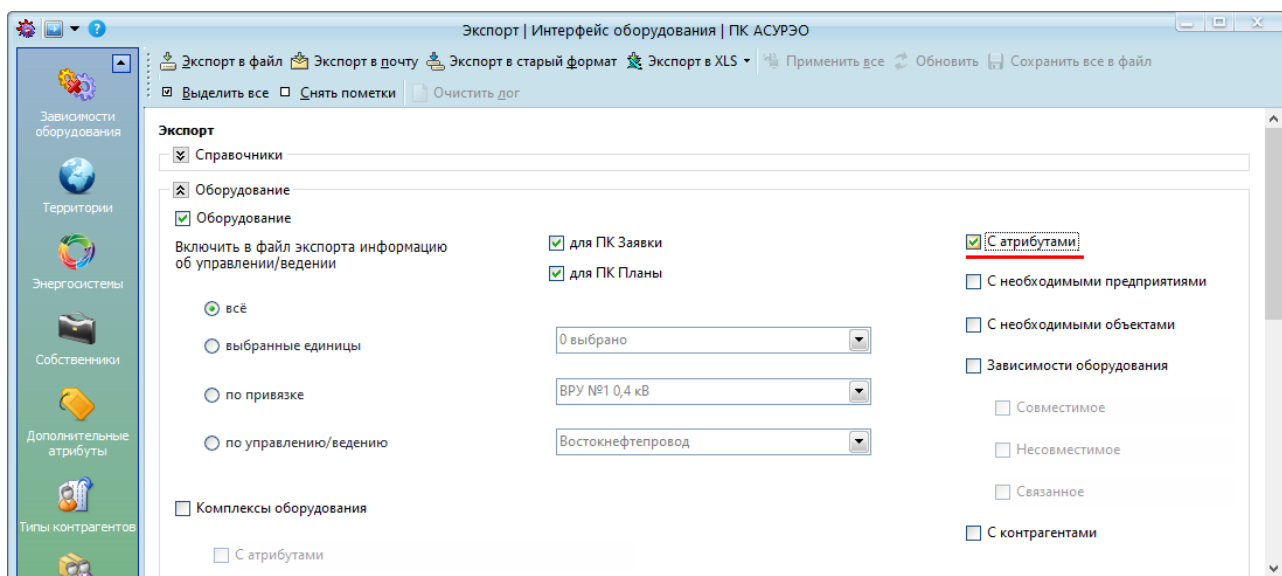 Экспорт | Интерфейс оборудования | ПК АСУРЭО
Экспорт в файл Экспорт в почту Экспорт в старый формат Экспорт в XLS Применить все Обновить Сохранить все в файл
Выделить все Снять пометки Очистить лог
Зависимости
оборудования
Территории
Энергосистемы
Собственники
Дополнительные
атрибуты
Типы контрагентов
Экспорт
Справочники
Оборудование
Оборудование
Включить в файл экспорта информацию
об управлении/ведении
для ПК Заявки
для ПК Планы
С атрибутами
С необходимыми предприятиями
всё
С необходимыми объектами
выбранные единицы
0 выбрано
Зависимости оборудования
по привязке
ВРУ №1 0,4 кВ
Совместимое
по управлению/ведению
Востокнефтепровод
Несовместимое
Связанное
Комплексы оборудования
С контрагентами
С атрибутами